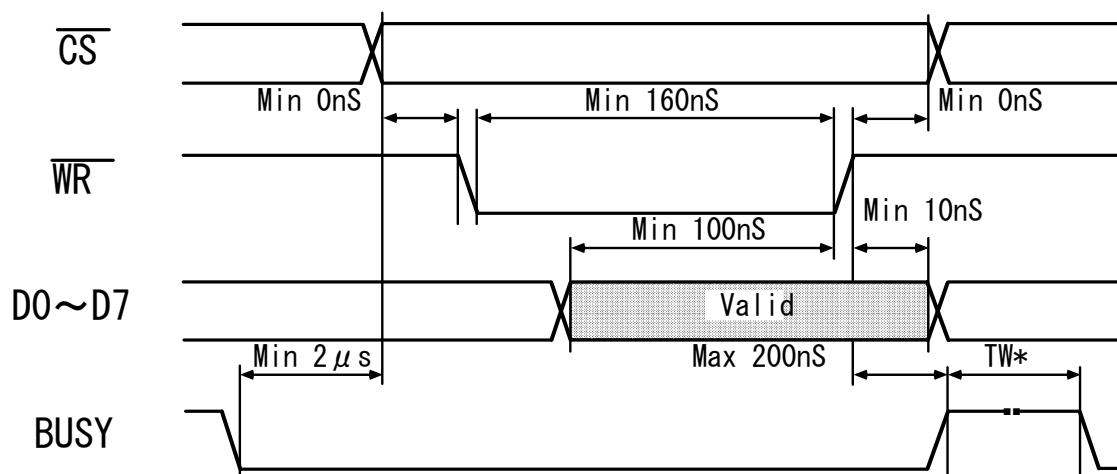 CS
Min 0nS Min 160nS Min 0nS
WR
Min 10nS
Min 100nS
D0～D7 Valid
Min 2μs Max 200nS TW*
BUSY